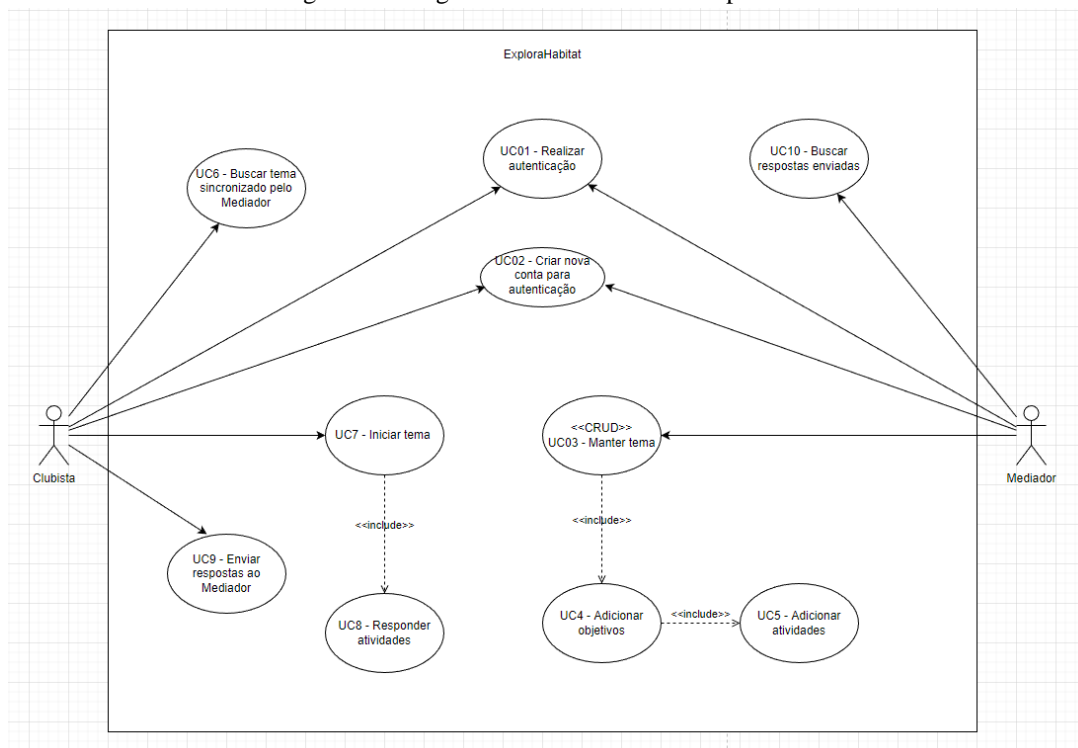 ExploraHabitat
UC01 - Realizar
autenticação
UC10 - Buscar
respostas enviadas
UC6 - Buscar tema
sincronizado pelo
Mediador
UC02 - Criar nova
conta para
autenticação
<<CRUD>>
UC03 - Manter tema
UC7 - Iniciar tema
Clubista
Mediador
<<include>>
<<include>>
UC9 - Enviar
respostas ao
Mediador
UC8 - Responder
atividades
UC4 - Adicionar
objetivos
<<include>>
UC5 - Adicionar
atividades